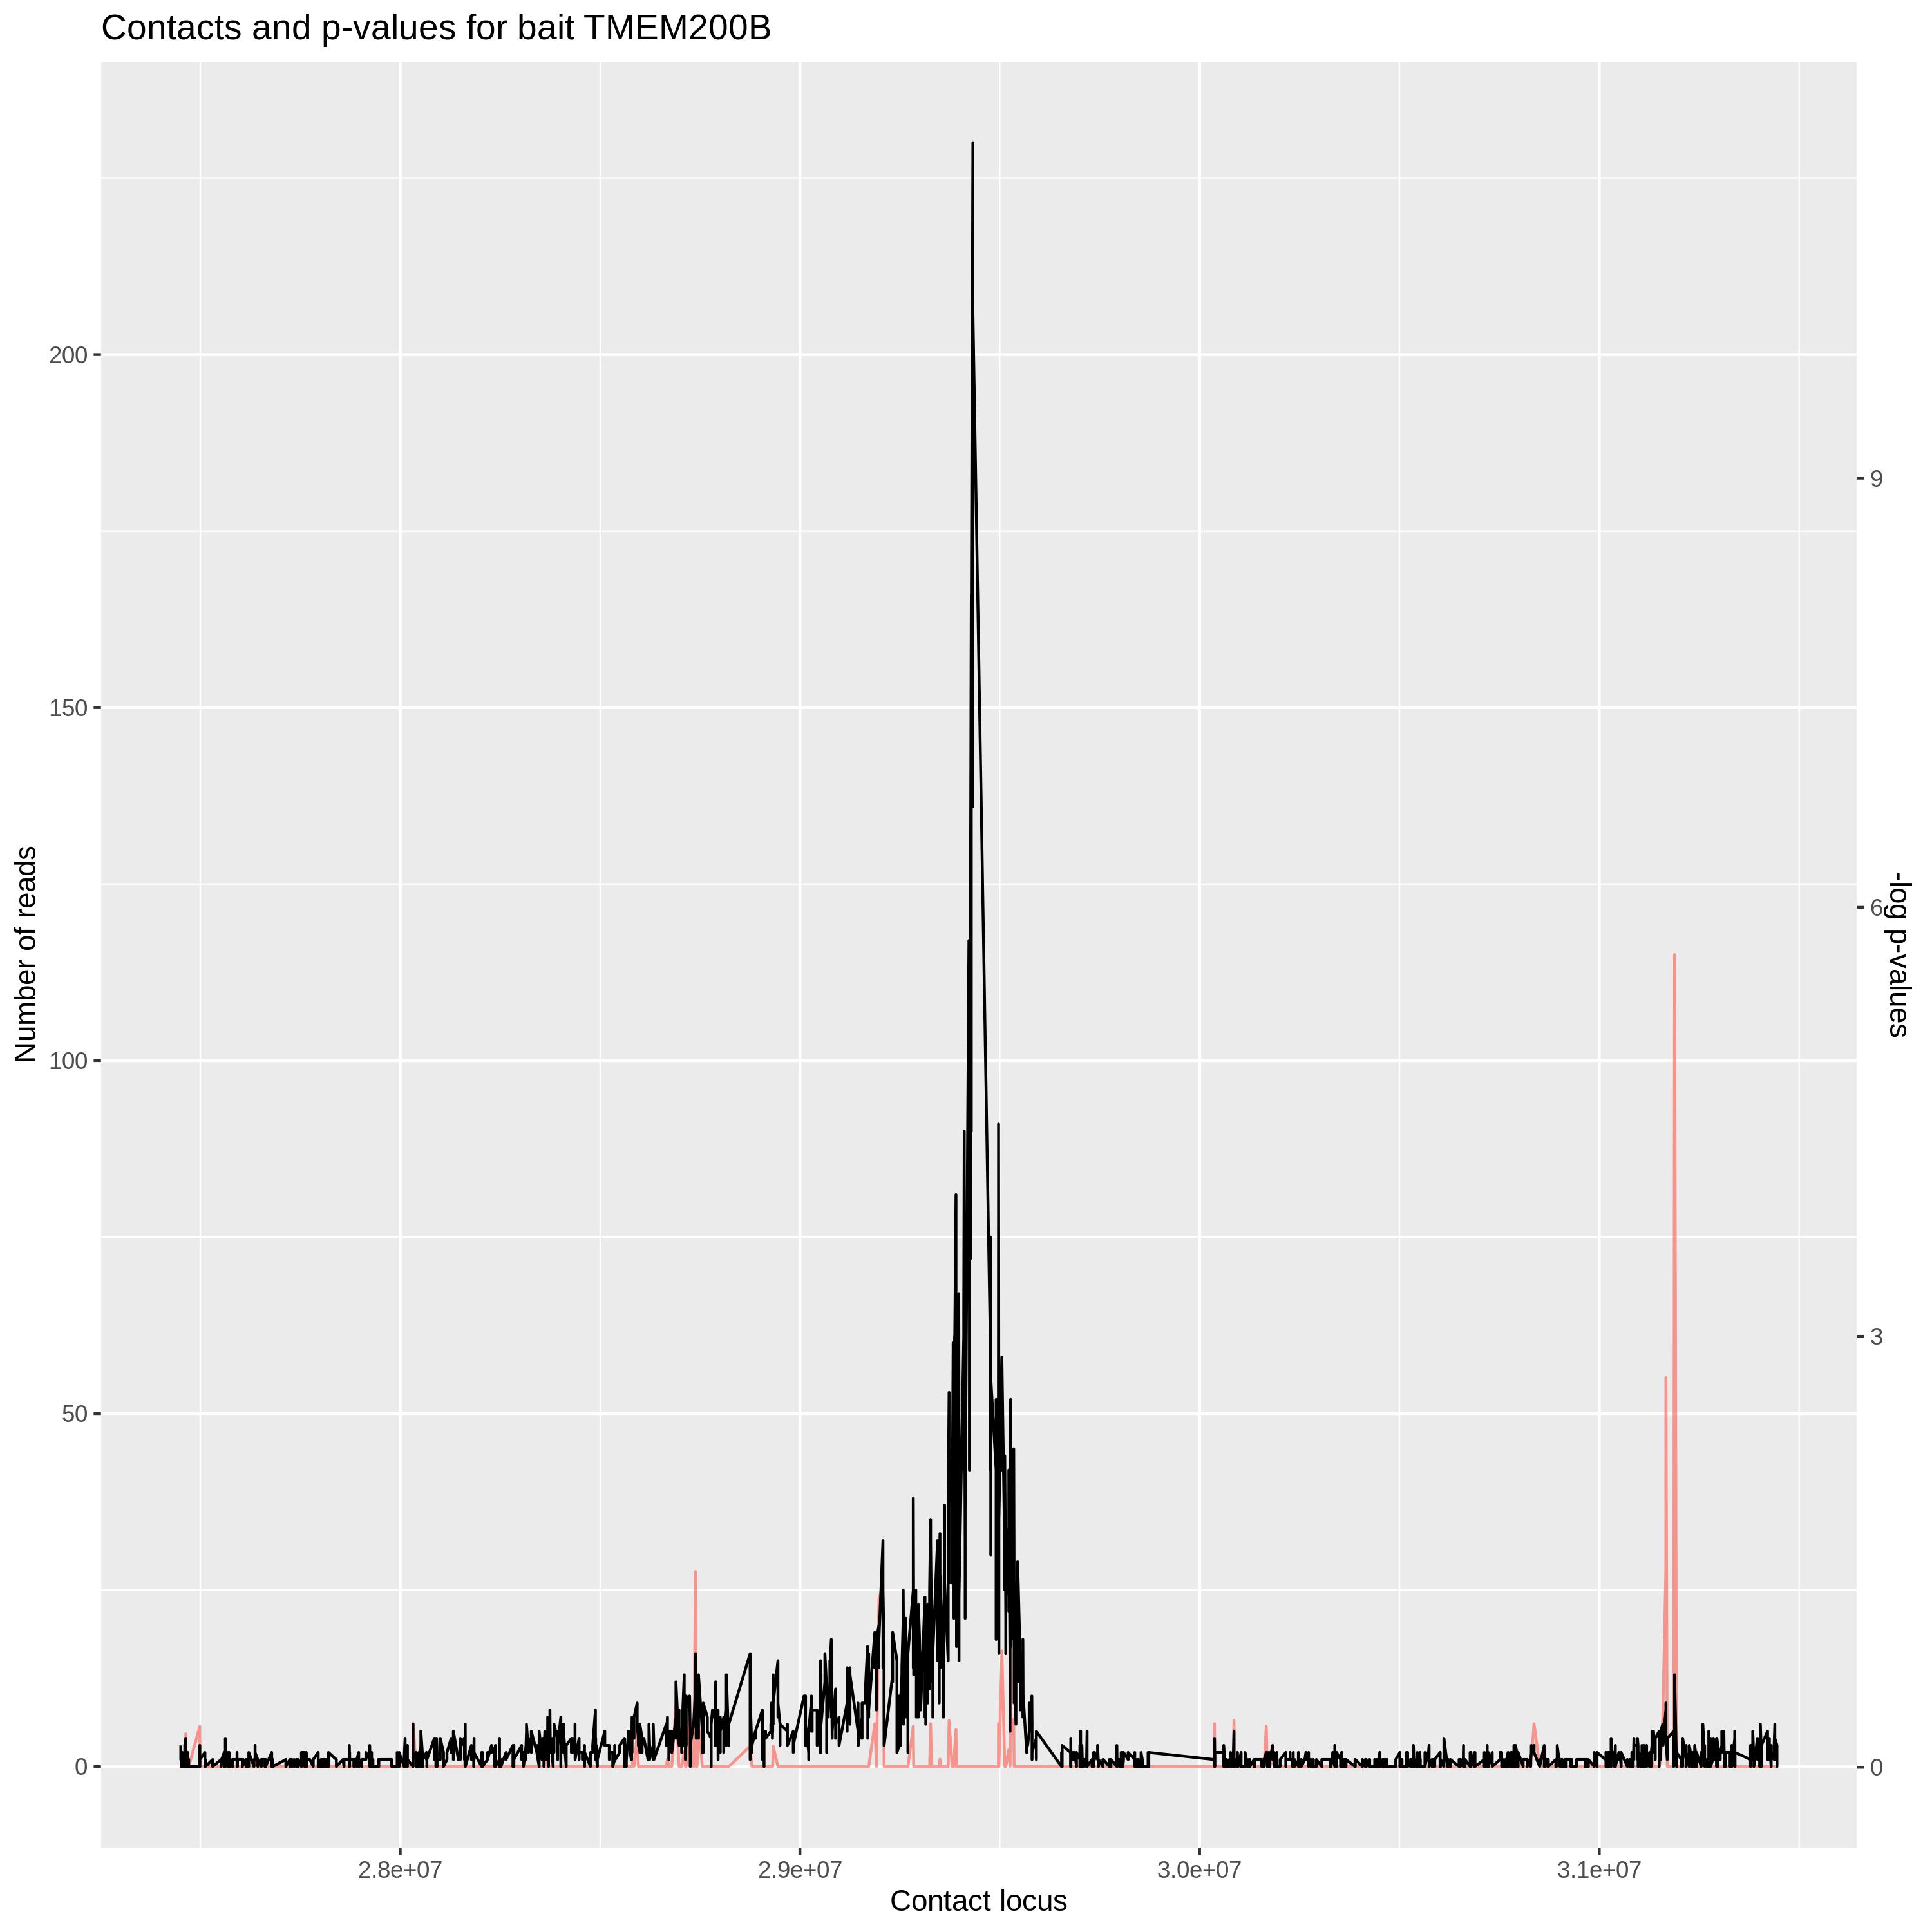 Contacts and p-values for bait TMEM200B
Number of reads
200
150
100
50
0
9
6
3
0
-log p-values
2.8e+07
2.9e+07
3.0e+07
3.1e+07
Contact locus